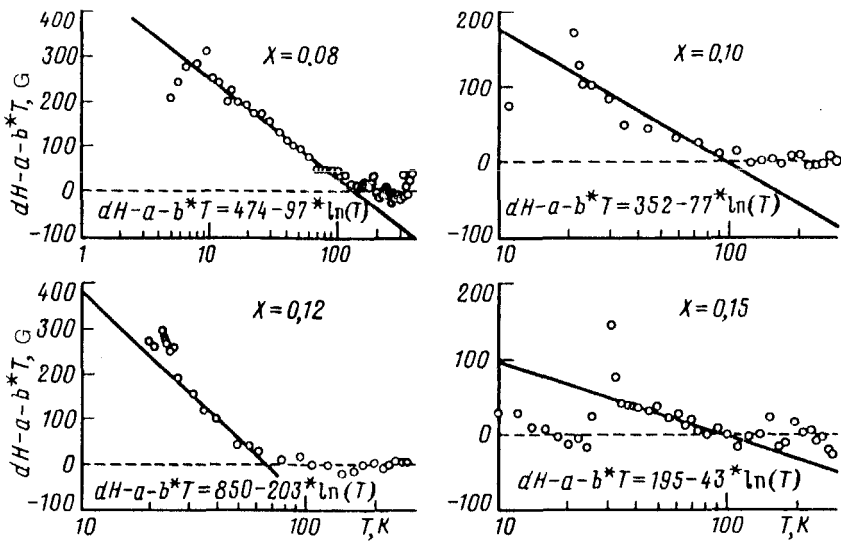 400
300
200
100
0
-100
dH-a-b*T, G
X=0.08
dH-a-b*T=474-97*ln(T)
1
10
100
200
100
0
-100
X=0.10
dH-a-b*T=352-77*ln(T)
10
100
400
300
200
100
0
-100
dH-a-b*T, G
X=0,12
dH-a-b*T=850-203*ln(T)
10
100
T, K
200
100
0
-100
X=0,15
dH-a-b*T=195-43*ln(T)
10
100
T, K